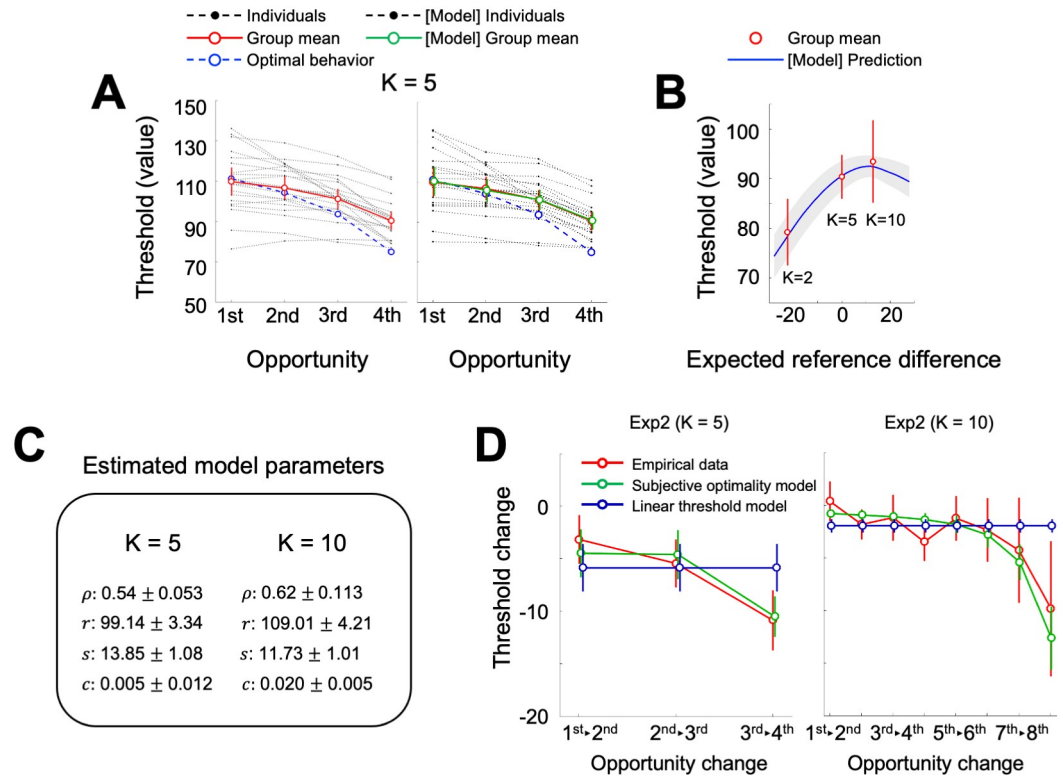 Individuals
Group mean
Optimal behavior
[Model] Individuals
[Model] Group mean
A
K = 5
Threshold (value)
150
130
110
90
70
50
1st 2nd 3rd 4th
1st 2nd 3rd 4th
Opportunity
Opportunity
Group mean
[Model] Prediction
B
Threshold (value)
100
90
80
70
K=2
K=5
K=10
-20 0 20
Expected reference difference
C
Estimated model parameters
K = 5 K = 10
𝜌: 0.54 ± 0.053 𝜌: 0.62 ± 0.113
𝑟: 99.14 ± 3.34 𝑟: 109.01 ± 4.21
𝑠: 13.85 ± 1.08 𝑠: 11.73 ± 1.01
𝑐: 0.005 ± 0.012 𝑐: 0.020 ± 0.005
D
Exp2 (K = 5)
Exp2 (K = 10)
Empirical data
Subjective optimality model
Linear threshold model
Threshold change
0
-10
-20
1st▸2nd 2nd▸3rd 3rd▸4th
1st▸2nd 3rd▸4th 5th▸6th 7th▸8th
Opportunity change
Opportunity change